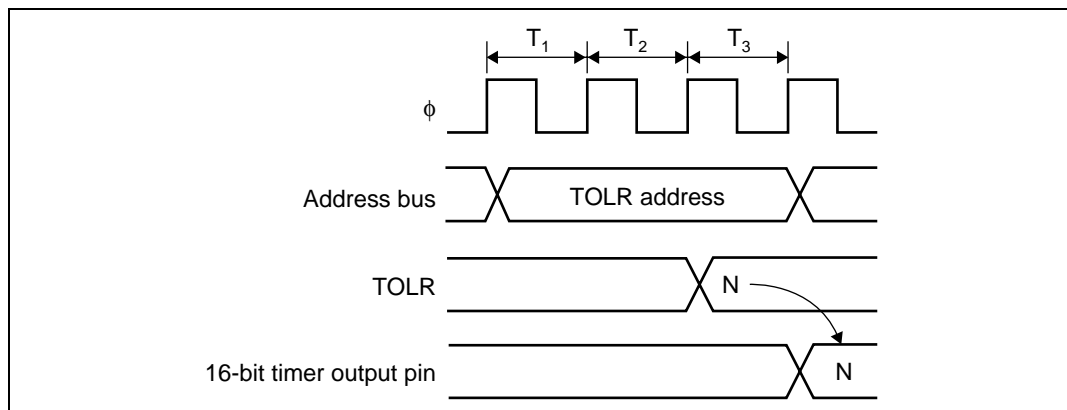 T1 T2 T3
φ
Address bus TOLR address
TOLR N
16-bit timer output pin N